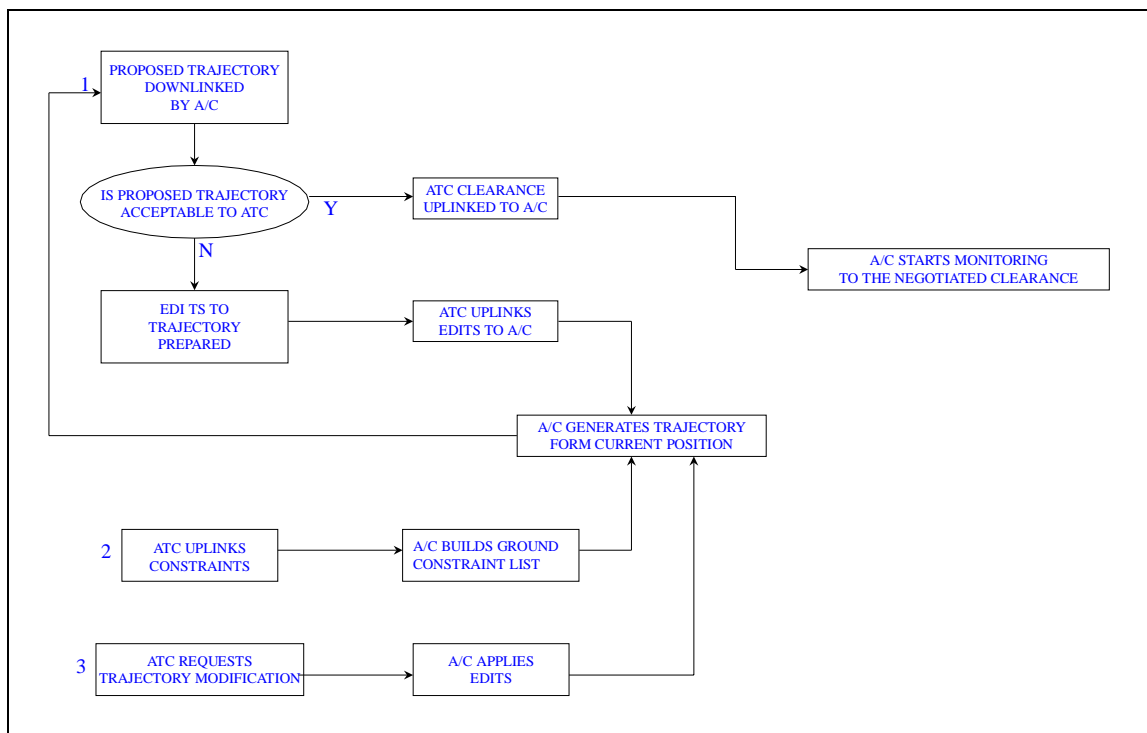 1
PROPOSED TRAJECTORY
DOWNLINKED
BY A/C
IS PROPOSED TRAJECTORY
ACCEPTABLE TO ATC
Y
ATC CLEARANCE
UPLINKED TO A/C
A/C STARTS MONITORING
TO THE NEGOTIATED CLEARANCE
N
EDI TS TO
TRAJECTORY
PREPARED
ATC UPLINKS
EDITS TO A/C
A/C GENERATES TRAJECTORY
FORM CURRENT POSITION
2
ATC UPLINKS
CONSTRAINTS
A/C BUILDS GROUND
CONSTRAINT LIST
3
ATC REQUESTS
TRAJECTORY MODIFICATION
A/C APPLIES
EDITS